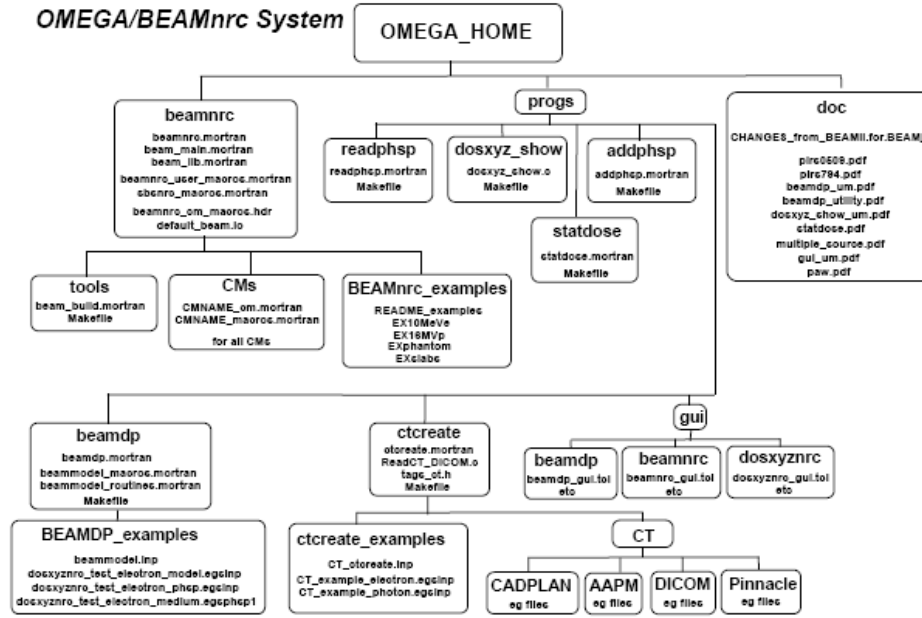 OMEGA/BEAMnrc System
OMEGA_HOME
beamnrc
beamnrc.mortran
beam_main.mortran
beam_lib.mortran
beamnrc_user_macros.mortran
sbsnrc_macros.mortran
beamnrc_cm_macros.hdr
default_beam.io
progs
readphsp
readphsp.mortran
Makefile
dosxyz_show
dosxyz_show.c
Makefile
addphsp
addphsp.mortran
Makefile
statdose
statdose.mortran
Makefile
doc
CHANGES_from_BEAMII.for.BEAM
pirs0509.pdf
pirs794.pdf
beamdp_um.pdf
beamdp_utility.pdf
dosxyz_show_um.pdf
statdose.pdf
multiple_source.pdf
gui_um.pdf
paw.pdf
tools
beam_build.mortran
Makefile
CMs
CMNAME_cm.mortran
CMNAME_macros.mortran
for all CMs
BEAMnrc_examples
README_examples
EX10MeVe
EX16MVp
EXphantom
EXslabs
beamdp
beamdp.mortran
beammodel_macros.mortran
beammodel_routines.mortran
Makefile
BEAMDP_examples
beammodel.inp
dosxyznrc_test_electron_model.egsinp
dosxyznrc_test_electron_phsp.egsinp
dosxyznrc_test_electron_medium.egsphsp1
ctcreate
ctcreate.mortran
ReadCT_DICOM.c
tags_ct.h
Makefile
ctcreate_examples
CT_ctcreate.inp
CT_example_electron.egsinp
CT_example_photon.egsinp
gui
beamdp
beamdp_gui.tcl
etc
beamnrc
beamnrc_gui.tcl
etc
dosxyznrc
dosxyznrc_gui.tcl
etc
CT
CADPLAN
eg files
AAPM
eg files
DICOM
eg files
Pinnacle
eg files